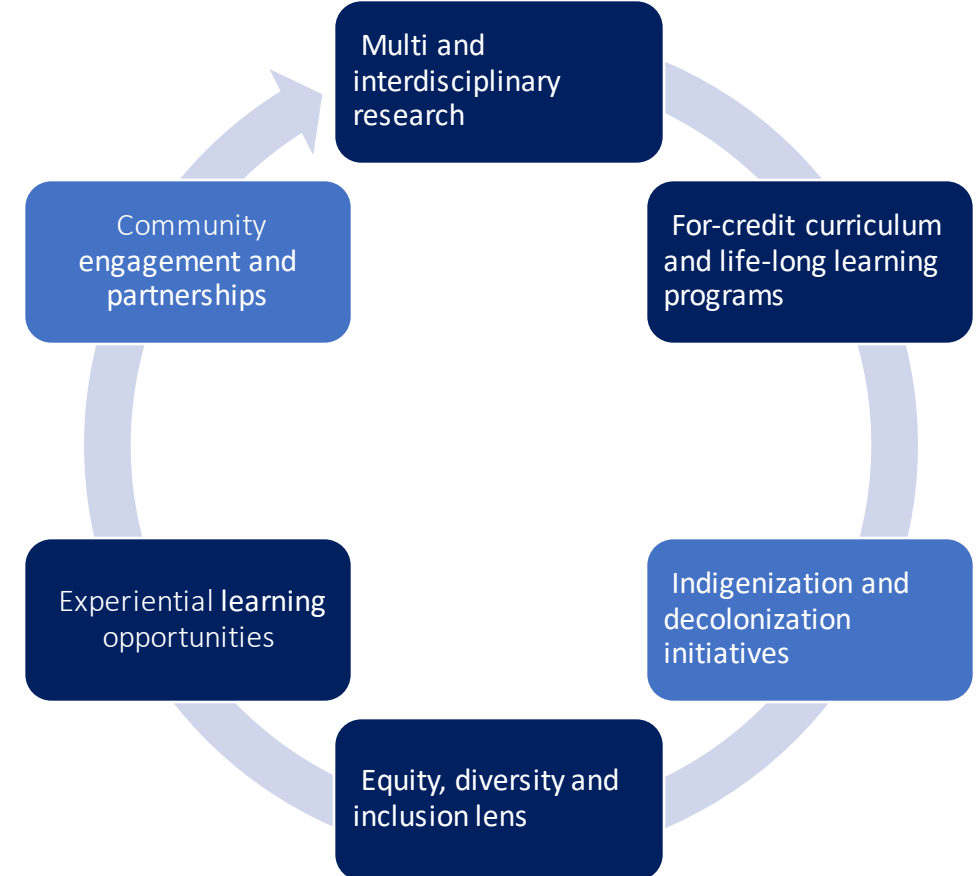 Multi and
interdisciplinary
research
For-credit curriculum
and life-long learning
programs
Indigenization and
decolonization
initiatives
Equity, diversity and
inclusion lens
Experiential learning
opportunities
Community
engagement and
partnerships